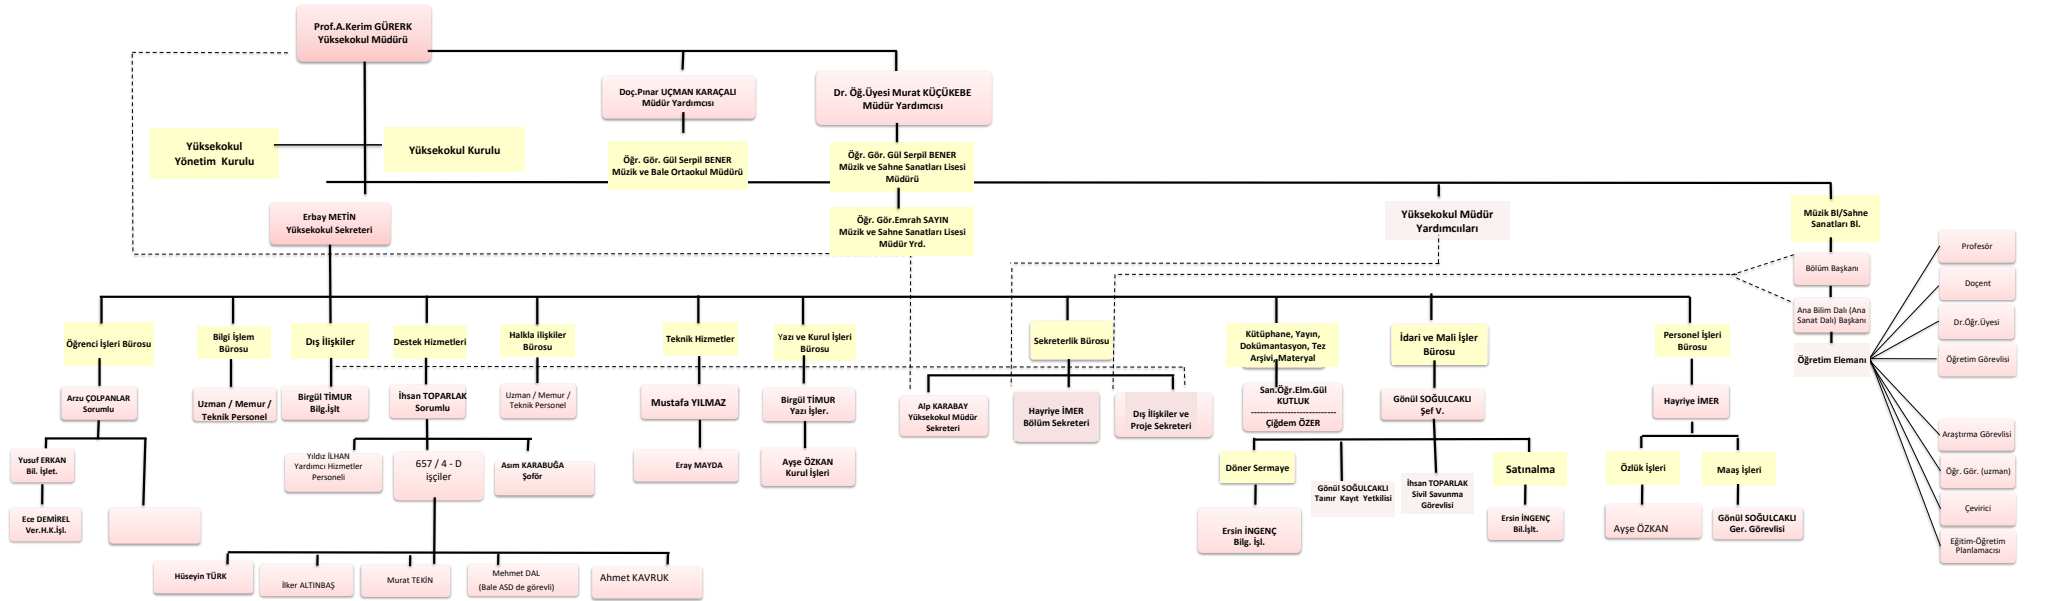 Prof.A.Kerim GÜRERK
Yüksekokul Müdürü
Doç.Pınar UÇMAN KARAÇALI
Müdür Yardımcısı
Dr. Öğ.Üyesi Murat KÜÇÜKEBE
Müdür Yardımcısı
Yüksekokul
Yönetim Kurulu
Yüksekokul Kurulu
Öğr. Gör. Gül Serpil BENER
Müzik ve Bale Ortaokul Müdürü
Öğr. Gör. Gül Serpil BENER
Müzik ve Sahne Sanatları Lisesi
Müdürü
Erbay METİN
Yüksekokul Sekreteri
Öğr. Gör.Emrah SAYIN
Müzik ve Sahne Sanatları Lisesi
Müdür Yrd.
Yüksekokul Müdür
Yardımcııları
Müzik Bl/Sahne
Sanatları Bl.
Bölüm Başkanı
Ana Bilim Dalı (Ana
Sanat Dalı) Başkanı
Öğretim Elemanı
Profesör
Doçent
Dr.Öğr.Üyesi
Öğretim Görevlisi
Araştırma Görevlisi
Öğr. Gör. (uzman)
Çevirici
Eğitim-Öğretim
Planlamacısı
Öğrenci İşleri Bürosu
Bilgi İşlem
Bürosu
Dış İlişkiler
Destek Hizmetleri
Halkla ilişkiler
Bürosu
Teknik Hizmetler
Yazı ve Kurul İşleri
Bürosu
Sekreterlik Bürosu
Kütüphane, Yayın,
Dokümantasyon, Tez
Arşivi, Materyal
İdari ve Mali İşler
Bürosu
Personel İşleri
Bürosu
Arzu ÇOLPANLAR
Sorumlu
Uzman / Memur /
Teknik Personel
Birgül TİMUR
Bilg.İşlt
İhsan TOPARLAK
Sorumlu
Uzman / Memur /
Teknik Personel
Mustafa YILMAZ
Birgül TİMUR
Yazı İşler.
Alp KARABAY
Yüksekokul Müdür
Sekreteri
Hayriye İMER
Bölüm Sekreteri
Dış İlişkiler ve
Proje Sekreteri
San.Öğr.Elm.Gül
KUTLUK
----------------------------
Çiğdem ÖZER
Gönül SOĞULCAKLI
Şef V.
Hayriye İMER
Yusuf ERKAN
Bil. İşlet.
Yıldız İLHAN
Yardımcı Hizmetler
Personeli
657 / 4 - D
işçiler
Asım KARABUĞA
Şoför
Eray MAYDA
Ayşe ÖZKAN
Kurul İşleri
Döner Sermaye
Gönül SOĞULCAKLI
Taınır Kayıt Yetkilisi
İhsan TOPARLAK
Sivil Savunma
Görevlisi
Satınalma
Özlük İşleri
Maaş İşleri
Ece DEMİREL
Ver.H.K.İşl.
Ersin İNGENÇ
Bilg. İşl.
Ersin İNGENÇ
Bil.İşlt.
Ayşe ÖZKAN
Gönül SOĞULCAKLI
Ger. Görevlisi
Hüseyin TÜRK
İlker ALTINBAŞ
Murat TEKİN
Mehmet DAL
(Bale ASD de görevli)
Ahmet KAVRUK